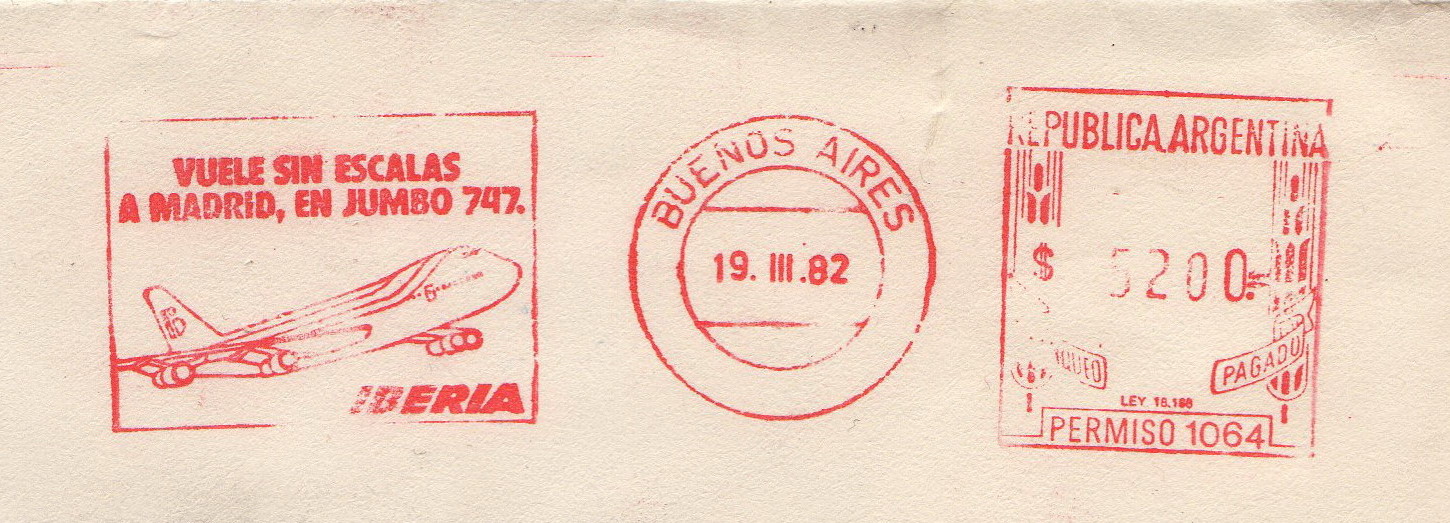 VUELE SIN ESCALAS
A MADRID, EN JUMBO 747.
IBERIA
BUENOS AIRES
19. III. 82
REPUBLICA ARGENTINA
$ 5200.
PAGADO
LEY 18.188
PERMISO 1064